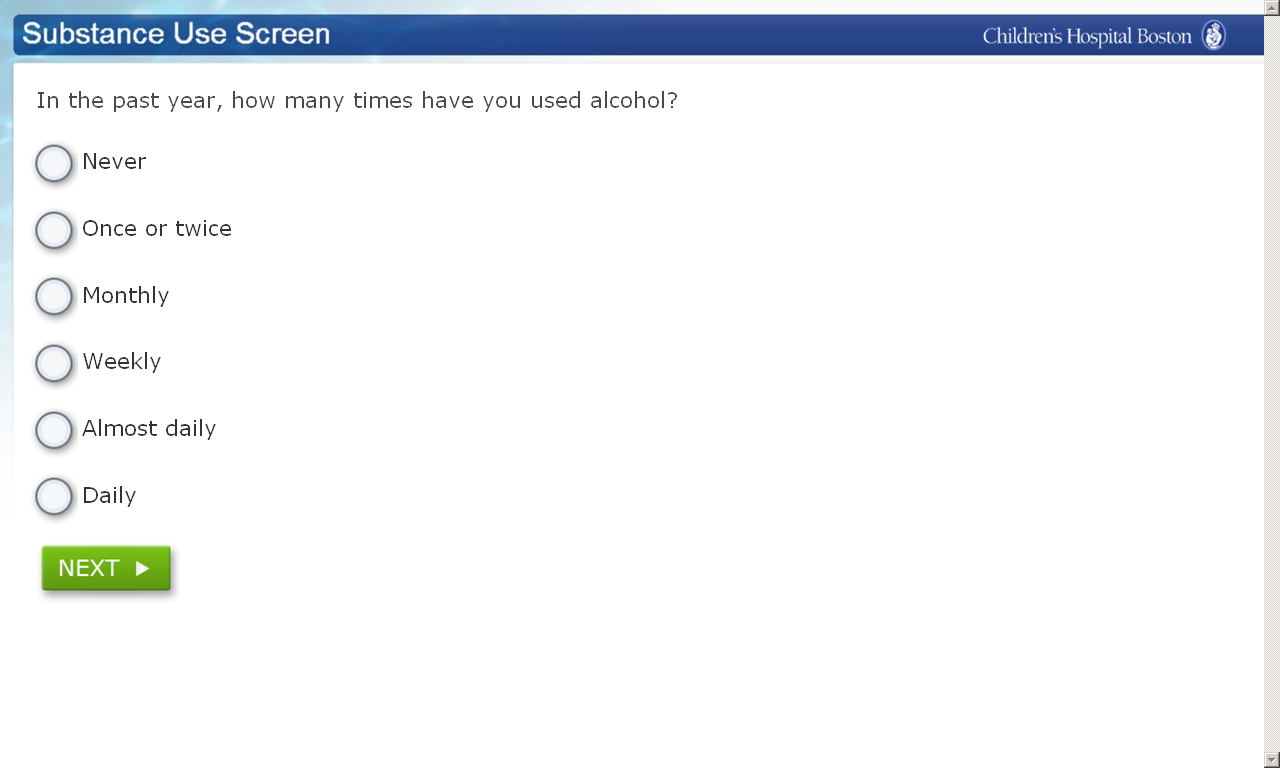 Substance Use Screen
Children's Hospital Boston
In the past year, how many times have you used alcohol?
Never
Once or twice
Monthly
Weekly
Almost daily
Daily
NEXT